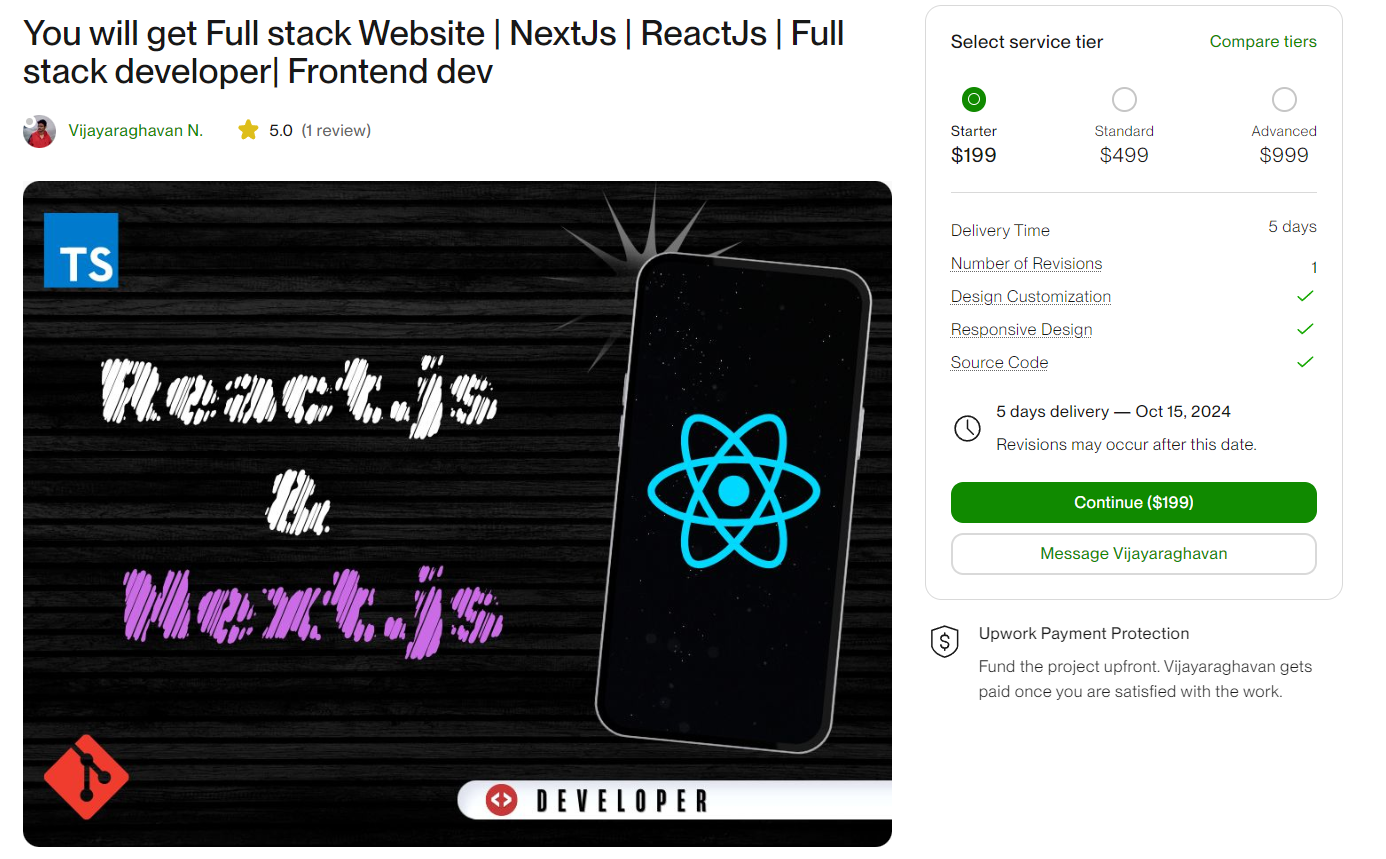 You will get Full stack Website | NextJs | ReactJs | Full
stack developer| Frontend dev
Vijayaraghavan N.
5.0 (1 review)
TS
React.js
&
Next.js
DEVELOPER
Select service tier
Compare tiers
Starter
$199
Standard
$499
Advanced
$999
Delivery Time
5 days
Number of Revisions
1
Design Customization
Responsive Design
Source Code
5 days delivery — Oct 15, 2024
Revisions may occur after this date.
Continue ($199)
Message Vijayaraghavan
Upwork Payment Protection
Fund the project upfront. Vijayaraghavan gets
paid once you are satisfied with the work.